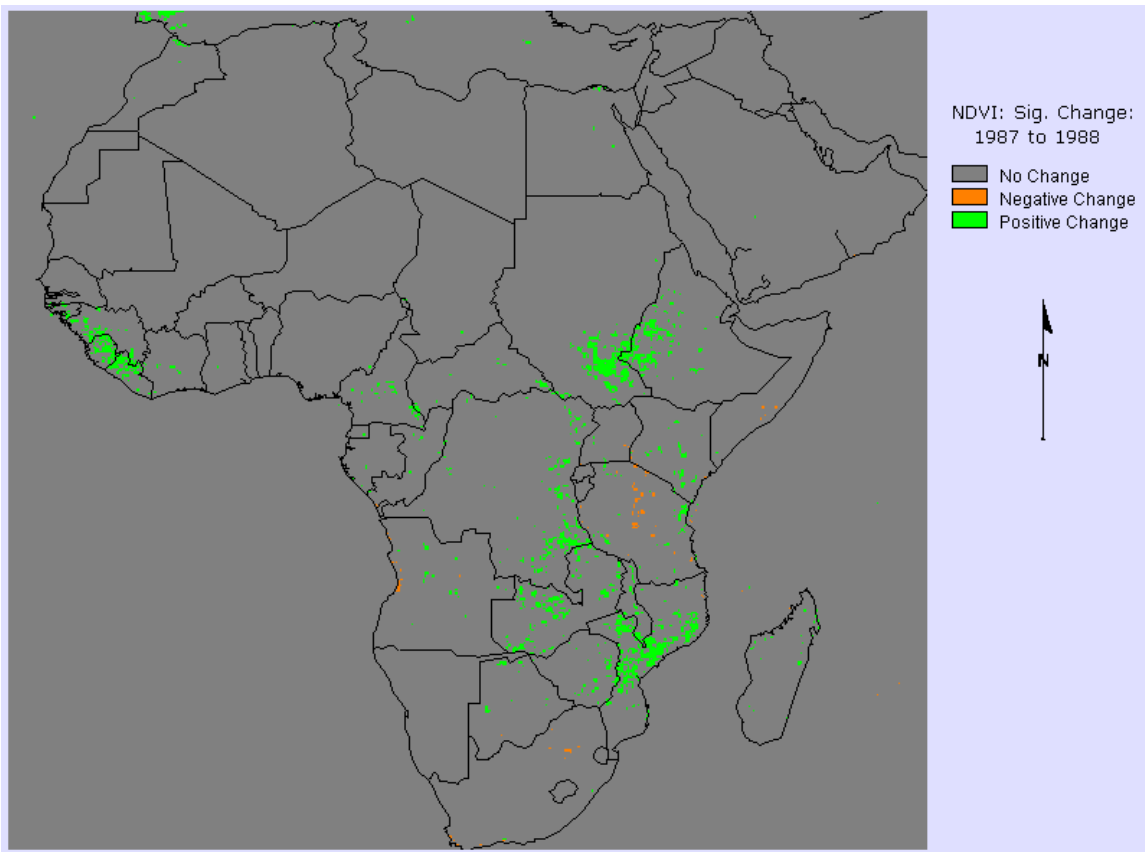 NDVI: Sig. Change:
1987 to 1988
No Change
Negative Change
Positive Change
N